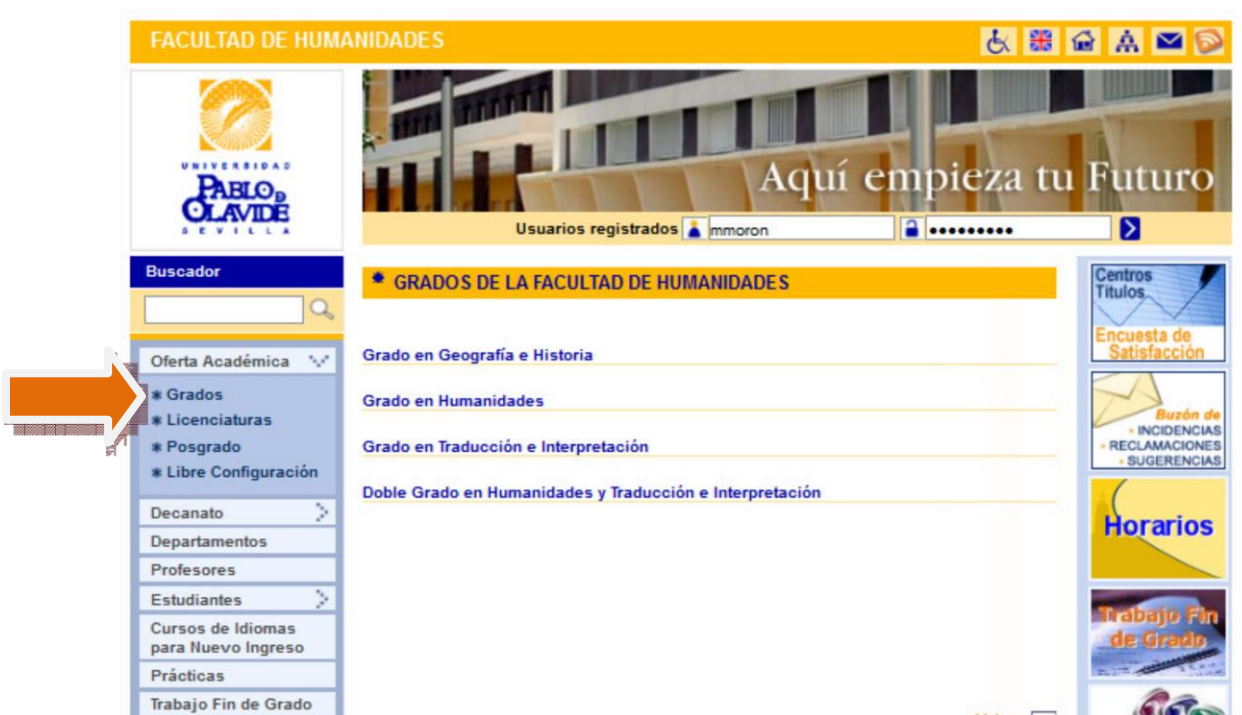 FACULTAD DE HUMANIDADES
UNIVERSIDAD
PABLO D
OLAVIDE
SEVILLA
Aquí empieza tu Futuro
Usuarios registrados mmoron •••••••••
Buscador
Oferta Académica
Grados
Licenciaturas
Posgrado
Libre Configuración
Decanato
Departamentos
Profesores
Estudiantes
Cursos de Idiomas
para Nuevo Ingreso
Prácticas
Trabajo Fin de Grado
* GRADOS DE LA FACULTAD DE HUMANIDADES
Grado en Geografía e Historia
Grado en Humanidades
Grado en Traducción e Interpretación
Doble Grado en Humanidades y Traducción e Interpretación
Centros
Titulos
Encuesta de
Satisfacción
Buzón de
INCIDENCIAS
RECLAMACIONES
SUGERENCIAS
Horarios
Trabajo Fin
de Grado